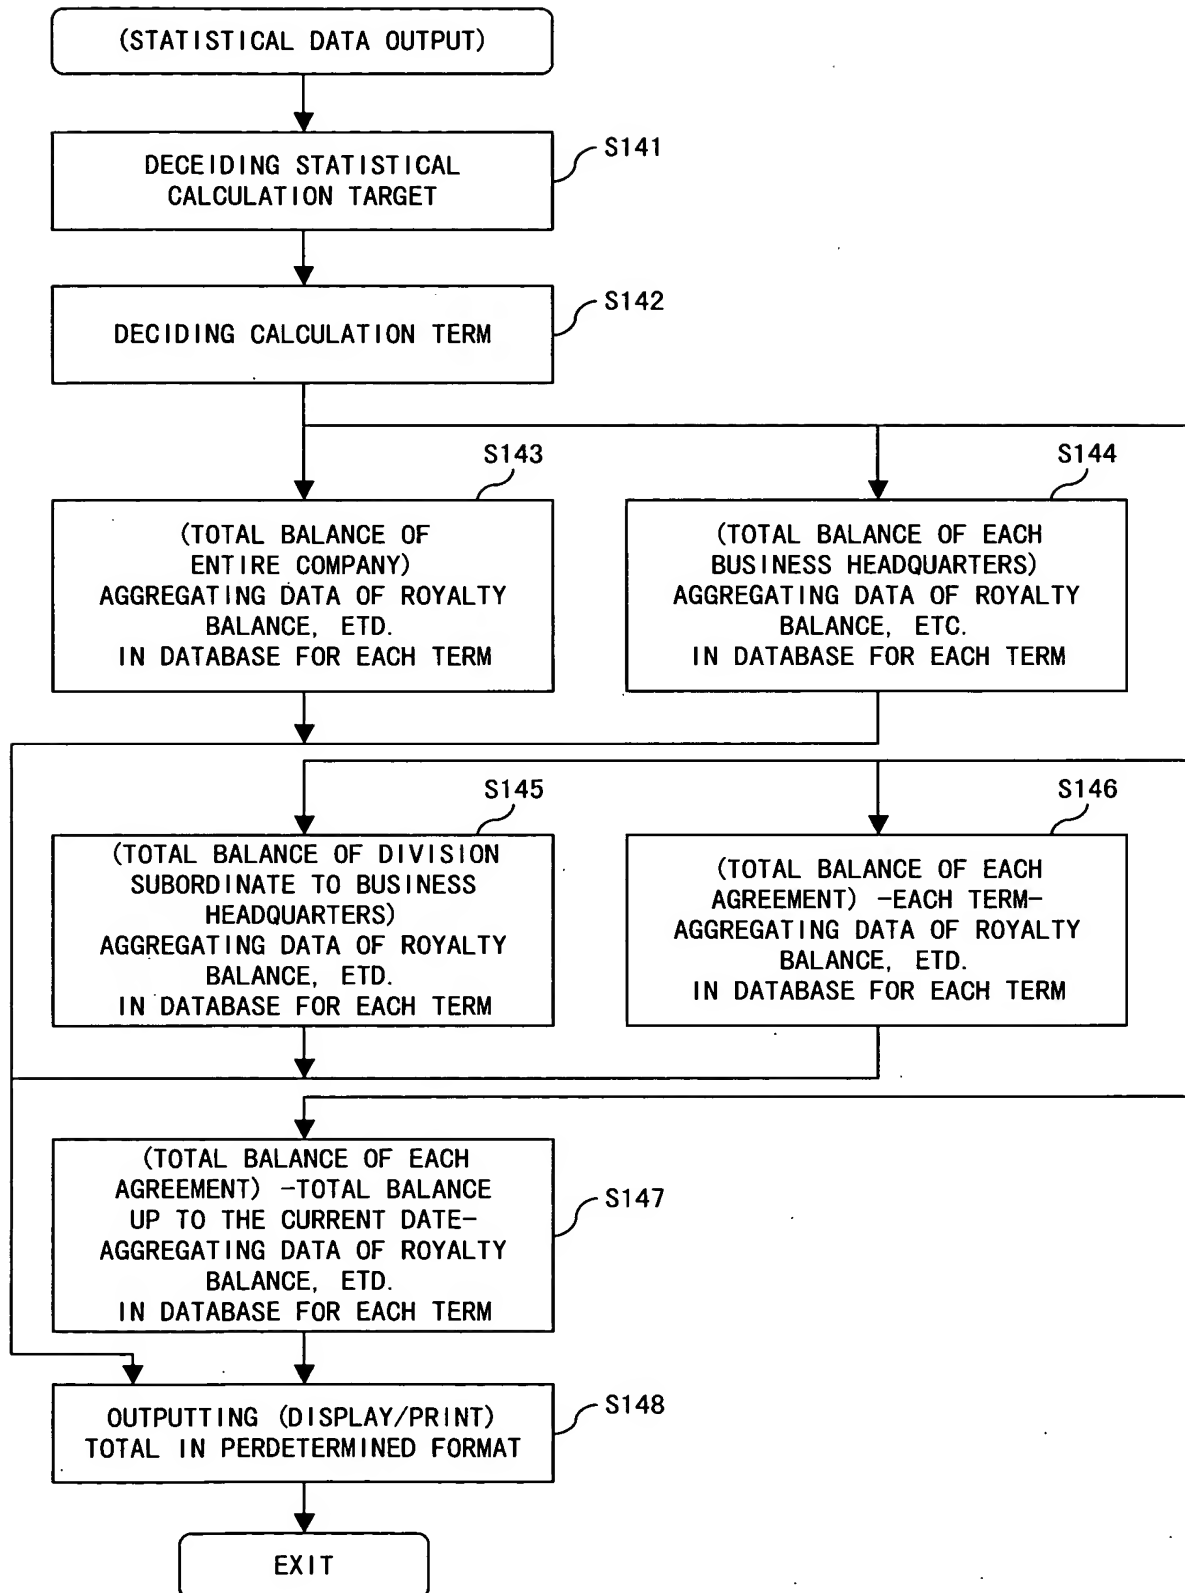 (STATISTICAL DATA OUTPUT)
S141
DECEIDING STATISTICAL
CALCULATION TARGET
S142
DECIDING CALCULATION TERM
S143
(TOTAL BALANCE OF
ENTIRE COMPANY)
AGGREGATING DATA OF ROYALTY
BALANCE, ETD.
IN DATABASE FOR EACH TERM
S144
(TOTAL BALANCE OF EACH
BUSINESS HEADQUARTERS)
AGGREGATING DATA OF ROYALTY
BALANCE, ETC.
IN DATABASE FOR EACH TERM
S145
(TOTAL BALANCE OF DIVISION
SUBORDINATE TO BUSINESS
HEADQUARTERS)
AGGREGATING DATA OF ROYALTY
BALANCE, ETD.
IN DATABASE FOR EACH TERM
S146
(TOTAL BALANCE OF EACH
AGREEMENT) -EACH TERM-
AGGREGATING DATA OF ROYALTY
BALANCE, ETD.
IN DATABASE FOR EACH TERM
S147
(TOTAL BALANCE OF EACH
AGREEMENT) -TOTAL BALANCE
UP TO THE CURRENT DATE-
AGGREGATING DATA OF ROYALTY
BALANCE, ETD.
IN DATABASE FOR EACH TERM
S148
OUTPUTTING (DISPLAY/PRINT)
TOTAL IN PERDETERMINED FORMAT
EXIT